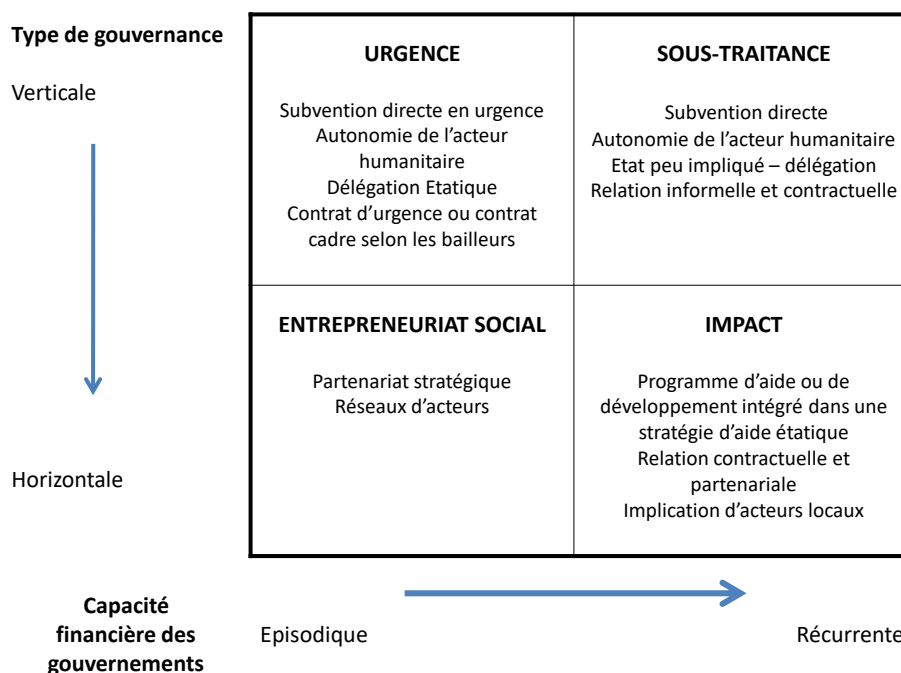 Type de gouvernance
Verticale
Horizontale
URGENCE
Subvention directe en urgence
Autonomie de l’acteur
humanitaire
Délégation Etatique
Contrat d’urgence ou contrat
cadre selon les bailleurs
SOUS-TRAITANCE
Subvention directe
Autonomie de l’acteur humanitaire
Etat peu impliqué – délégation
Relation informelle et contractuelle
ENTREPRENEURIAT SOCIAL
Partenariat stratégique
Réseaux d’acteurs
IMPACT
Programme d’aide ou de
développement intégré dans une
stratégie d’aide étatique
Relation contractuelle et
partenariale
Implication d’acteurs locaux
Capacité
financière des
gouvernements
Episodique
Récurrente